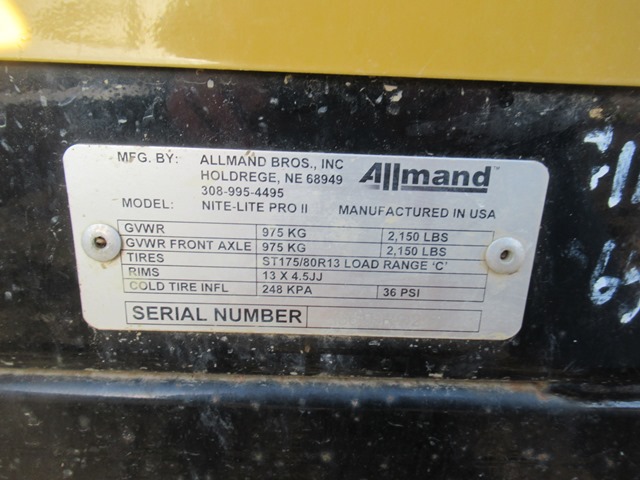 MFG. BY: ALLMAND BROS., INC
HOLDREGE, NE 68949
308-995-4495
Allmand™
MODEL: NITE-LITE PRO II MANUFACTURED IN USA
GVWR 975 KG 2,150 LBS
GVWR FRONT AXLE 975 KG 2,150 LBS
TIRES ST175/80R13 LOAD RANGE 'C'
RIMS 13 X 4.5JJ
COLD TIRE INFL 248 KPA 36 PSI
SERIAL NUMBER